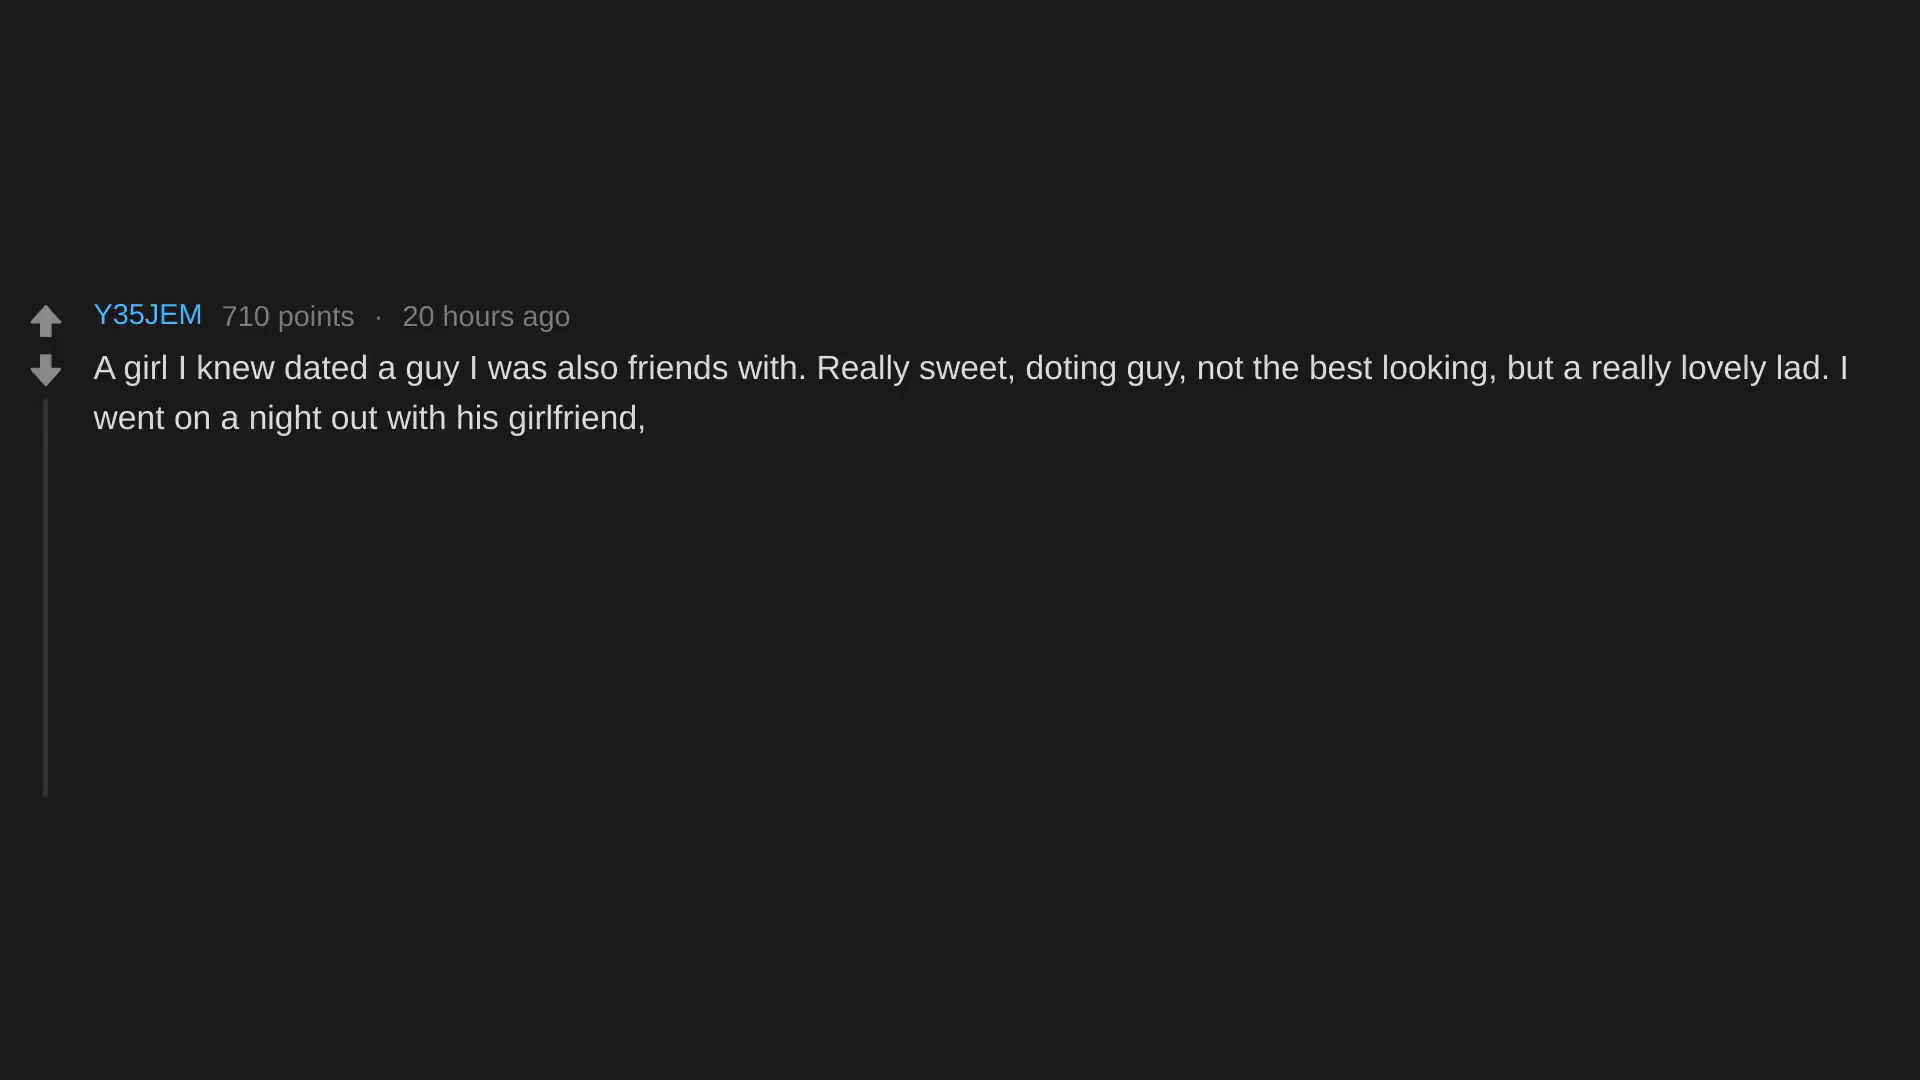 Y35JEM 710 points · 20 hours ago
A girl I knew dated a guy I was also friends with. Really sweet, doting guy, not the best looking, but a really lovely lad. I
went on a night out with his girlfriend,